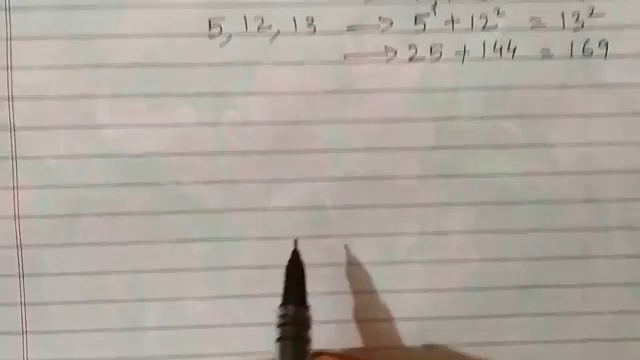 5, 12, 13 → 5² + 12² = 13²
→ 25 + 144 = 169